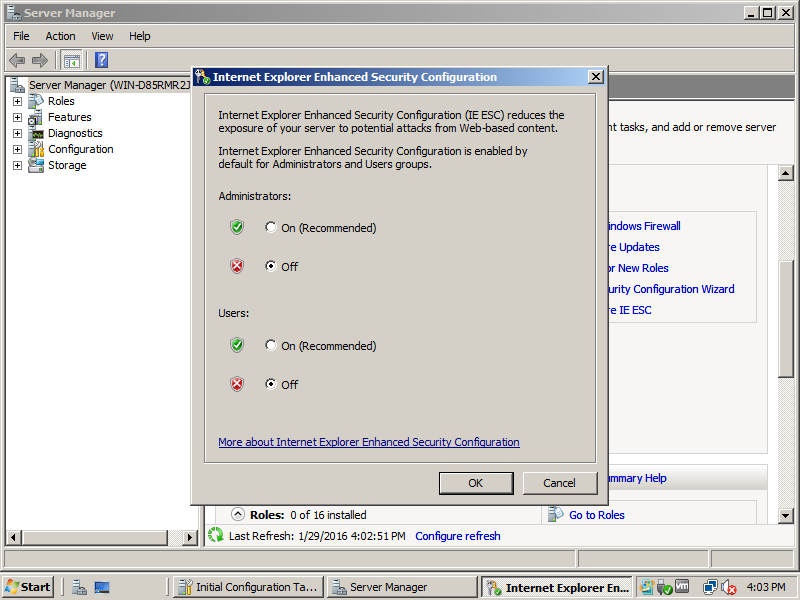 Server Manager
File Action View Help
Server Manager (WIN-D85RMR2J
Roles
Features
Diagnostics
Configuration
Storage
Internet Explorer Enhanced Security Configuration
Internet Explorer Enhanced Security Configuration (IE ESC) reduces the
exposure of your server to potential attacks from Web-based content.
Internet Explorer Enhanced Security Configuration is enabled by
default for Administrators and Users groups.
Administrators:
On (Recommended)
Off
Users:
On (Recommended)
Off
More about Internet Explorer Enhanced Security Configuration
OK Cancel
nt tasks, and add or remove server
indows Firewall
re Updates
or New Roles
urity Configuration Wizard
re IE ESC
mmary Help
Roles: 0 of 16 installed
Go to Roles
Last Refresh: 1/29/2016 4:02:51 PM Configure refresh
Start Initial Configuration Ta... Server Manager Internet Explorer En... 4:03 PM